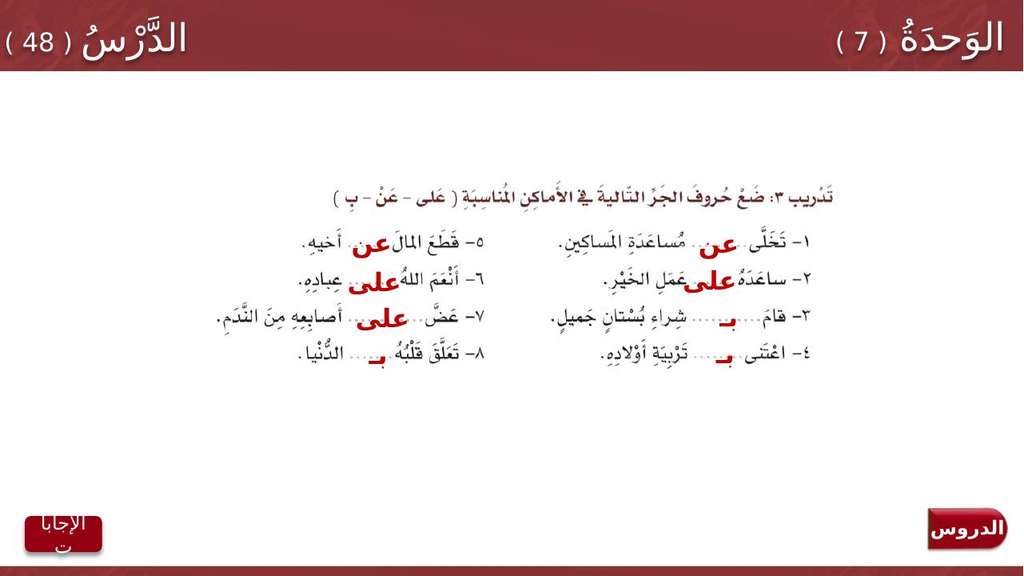 الوَحدَةُ ( 7 )
الدَّرْسُ ( 48 )
تَدْريب ٣: ضَعْ حُروفَ الجَرِّ التّاليةَ في الأَماكِنِ المُناسِبَةِ ( عَلى – عَنْ – بِ )
١- تَخَلَّى ..عن.. مُساعَدَةِ المَساكِينِ.
٢- ساعَدَهُ على عَمَلِ الخَيْرِ.
٣- قامَ ....بـ.... شِراءِ بُسْتانٍ جَميلٍ.
٤- اعْتَنى ....بـ.... تَرْبِيَةِ أَوْلادِهِ.
٥- قَطَعَ المالَ عن.. أَخيهِ.
٦- أَنْعَمَ اللهُ على عِبادِهِ.
٧- عَضَّ ..على.. أَصابِعِهِ مِنَ النَّدَمِ.
٨- تَعَلَّقَ قَلْبُهُ بـ.... الدُّنْيا.
الدروس
الإجابات